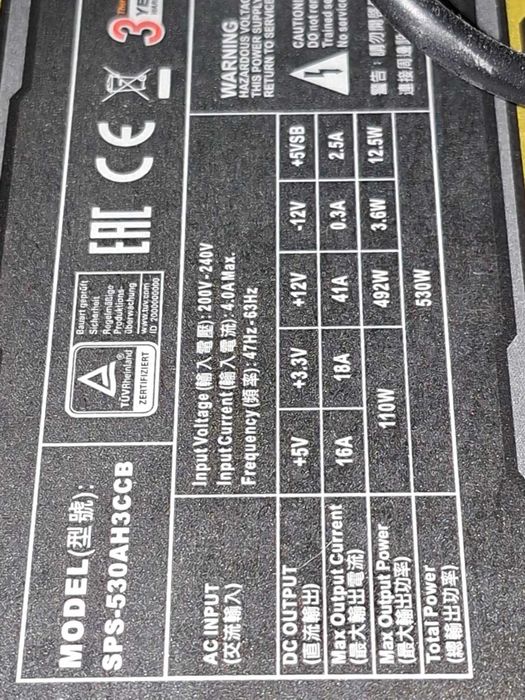 MODEL(型號):
SPS-530AH3CCB
TÜVRheinland
ZERTIFIZIERT
Bauart geprüft
Sicherheit
Regelmäßige
Produktions-
überwachung
www.tuv.com
ID 2000000000
EAC CE
3 YE
AC INPUT
(交流輸入)
Input Voltage (輸入電壓): 200V-240V
Input Current (輸入電流): 4.0A Max.
Frequency (頻率): 47Hz-63Hz
WARNING
HAZARDOUS VOLTAG
THIS POWER SUPPLY
RETURN TO SERVICE
CAUTION
DO not re
Trained se
No servic
警告: 請勿
連接周邊
DC OUTPUT
(直流輸出)
+5V +3.3V +12V -12V +5VSB
Max Output Current
(最大輸出電流)
16A 18A 41A 0.3A 2.5A
Max Output Power
(最大輸出功率)
110W 492W 3.6W 12.5W
Total Power
(總輸出功率)
530W